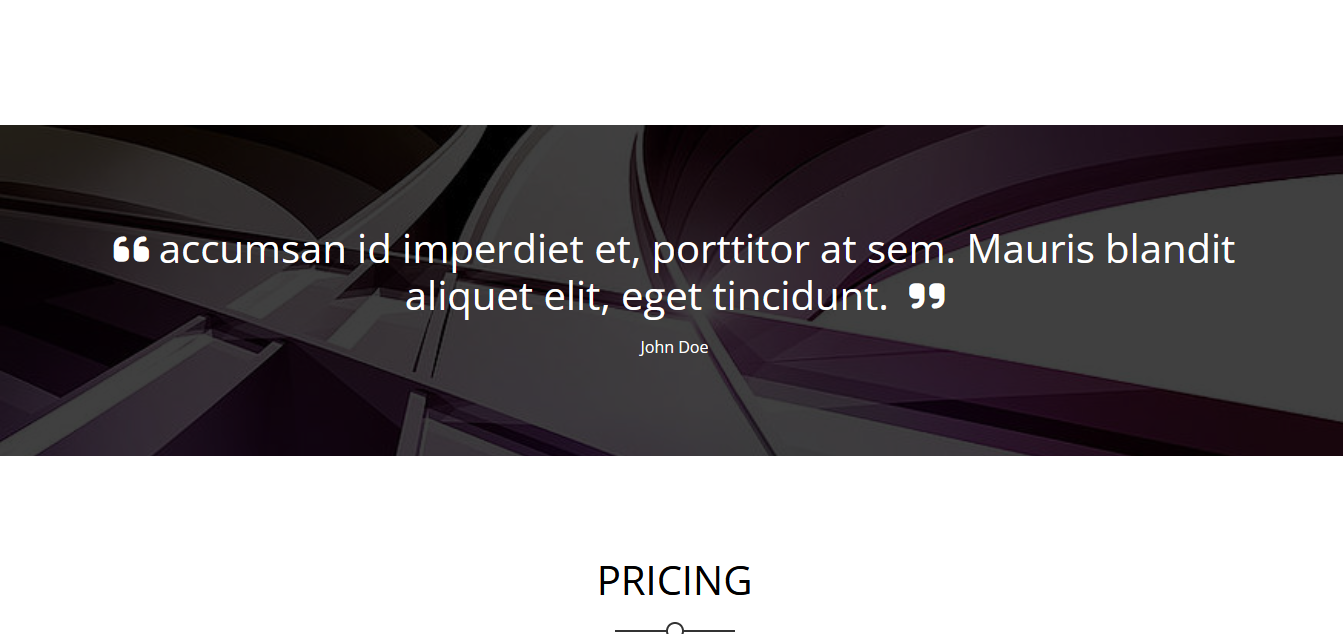 “ accumsan id imperdiet et, porttitor at sem. Mauris blandit
aliquet elit, eget tincidunt. ”
John Doe
PRICING